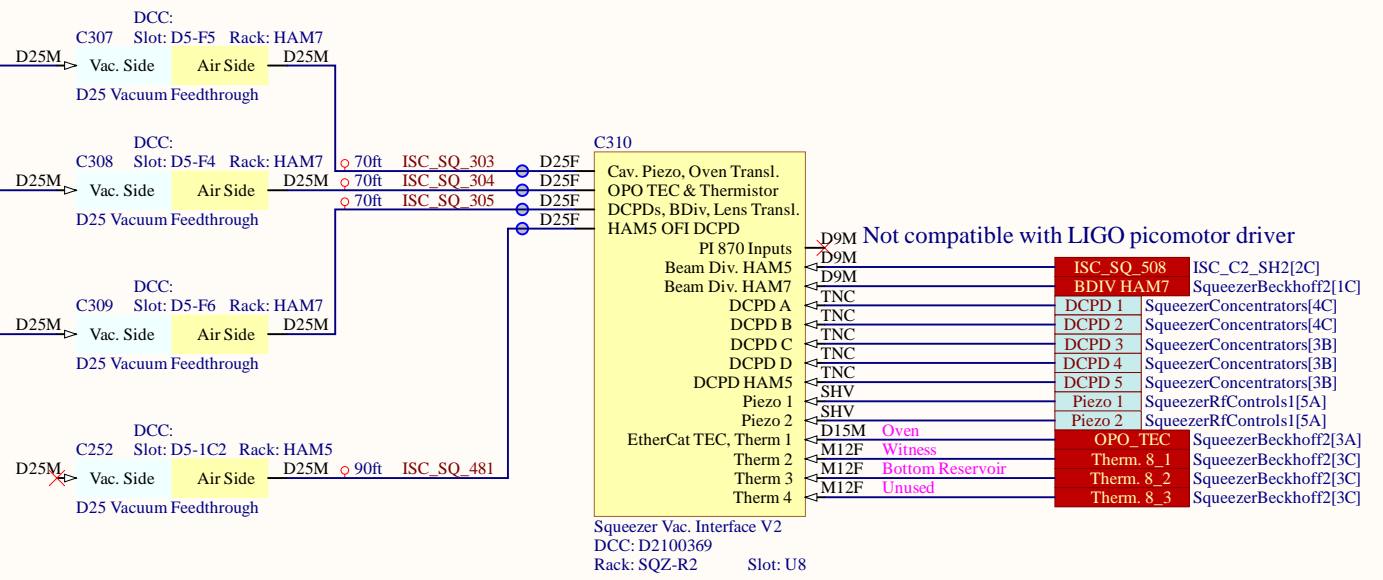 DCC:
C307 Slot: D5-F5 Rack: HAM7
D25M Vac. Side Air Side D25M
D25 Vacuum Feedthrough
DCC:
C308 Slot: D5-F4 Rack: HAM7
D25M Vac. Side Air Side D25M
D25 Vacuum Feedthrough
DCC:
C309 Slot: D5-F6 Rack: HAM7
D25M Vac. Side Air Side D25M
D25 Vacuum Feedthrough
DCC:
C252 Slot: D5-1C2 Rack: HAM5
D25M Vac. Side Air Side D25M
D25 Vacuum Feedthrough
70ft ISC_SQ_303 D25F
70ft ISC_SQ_304 D25F
70ft ISC_SQ_305 D25F
D25F
90ft ISC_SQ_481
C310
Cav. Piezo, Oven Transl.
OPO TEC & Thermistor
DCPDs, BDiv, Lens Transl.
HAM5 OFI DCPD
PI 870 Inputs D9M Not compatible with LIGO picomotor driver
Beam Div. HAM5 D9M ISC_SQ_508 ISC_C2_SH2[2C]
Beam Div. HAM7 D9M BDIV HAM7 SqueezerBeckhoff2[1C]
DCPD A TNC DCPD 1 SqueezerConcentrators[4C]
DCPD B TNC DCPD 2 SqueezerConcentrators[4C]
DCPD C TNC DCPD 3 SqueezerConcentrators[3B]
DCPD D TNC DCPD 4 SqueezerConcentrators[3B]
DCPD HAM5 TNC DCPD 5 SqueezerConcentrators[3B]
Piezo 1 SHV Piezo 1 SqueezerRfControls1[5A]
Piezo 2 SHV Piezo 2 SqueezerRfControls1[5A]
EtherCat TEC, Therm 1 D15M Oven OPO_TEC SqueezerBeckhoff2[3A]
Therm 2 M12F Witness Therm. 8_1 SqueezerBeckhoff2[3C]
Therm 3 M12F Bottom Reservoir Therm. 8_2 SqueezerBeckhoff2[3C]
Therm 4 M12F Unused Therm. 8_3 SqueezerBeckhoff2[3C]
Squeezer Vac. Interface V2
DCC: D2100369
Rack: SQZ-R2 Slot: U8